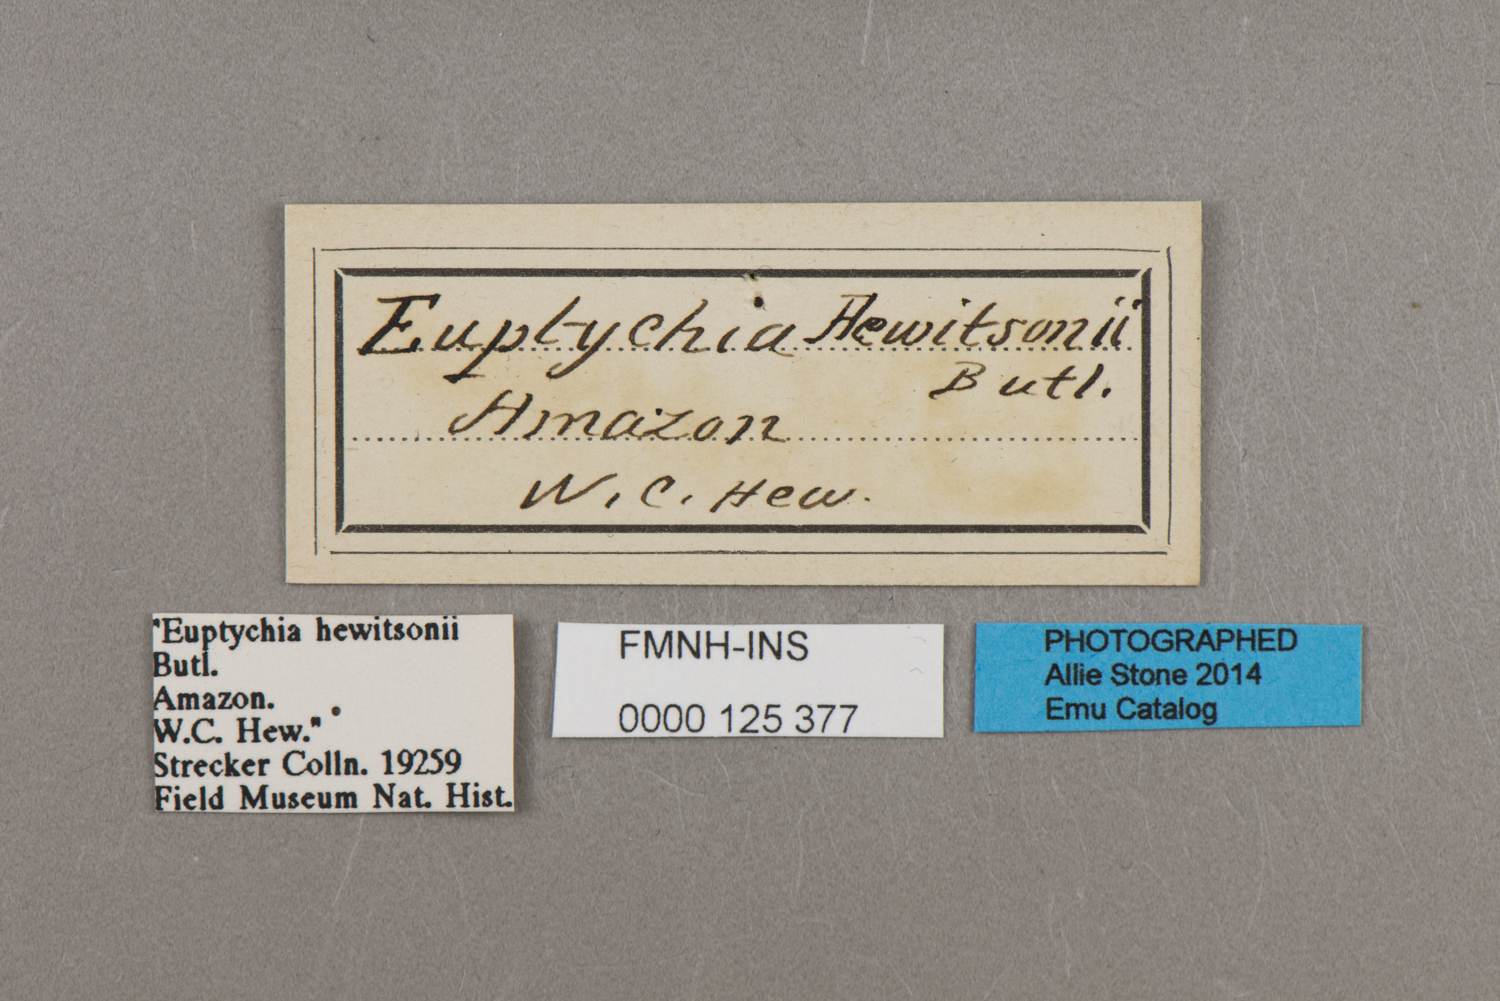 Euptychia Hewitsonii
Butl.
Amazon
W. C. Hew.
"Euptychia hewitsonii
Butl.
Amazon.
W.C. Hew."
Strecker Colln. 19259
Field Museum Nat. Hist.
FMNH-INS
0000 125 377
PHOTOGRAPHED
Allie Stone 2014
Emu Catalog